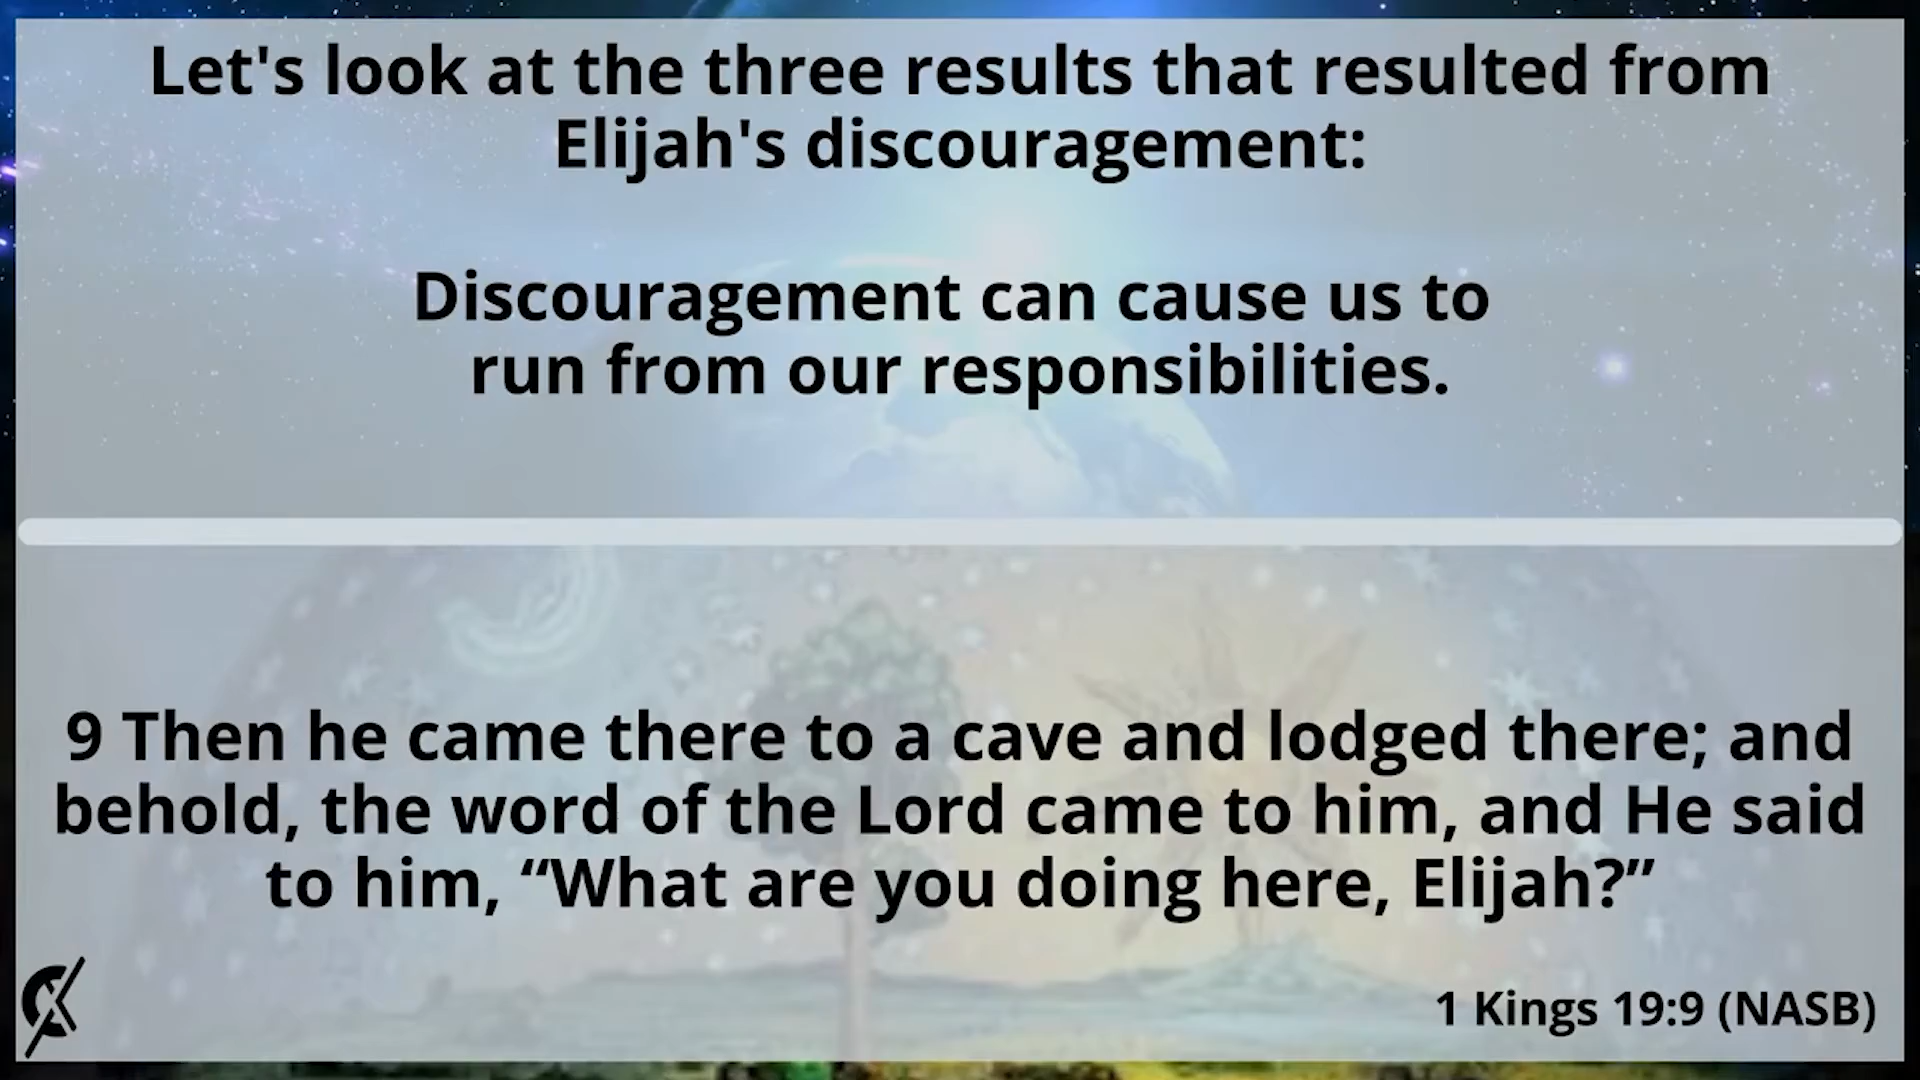 Let's look at the three results that resulted from
Elijah's discouragement:
Discouragement can cause us to
run from our responsibilities.
9 Then he came there to a cave and lodged there; and
behold, the word of the Lord came to him, and He said
to him, “What are you doing here, Elijah?”
1 Kings 19:9 (NASB)